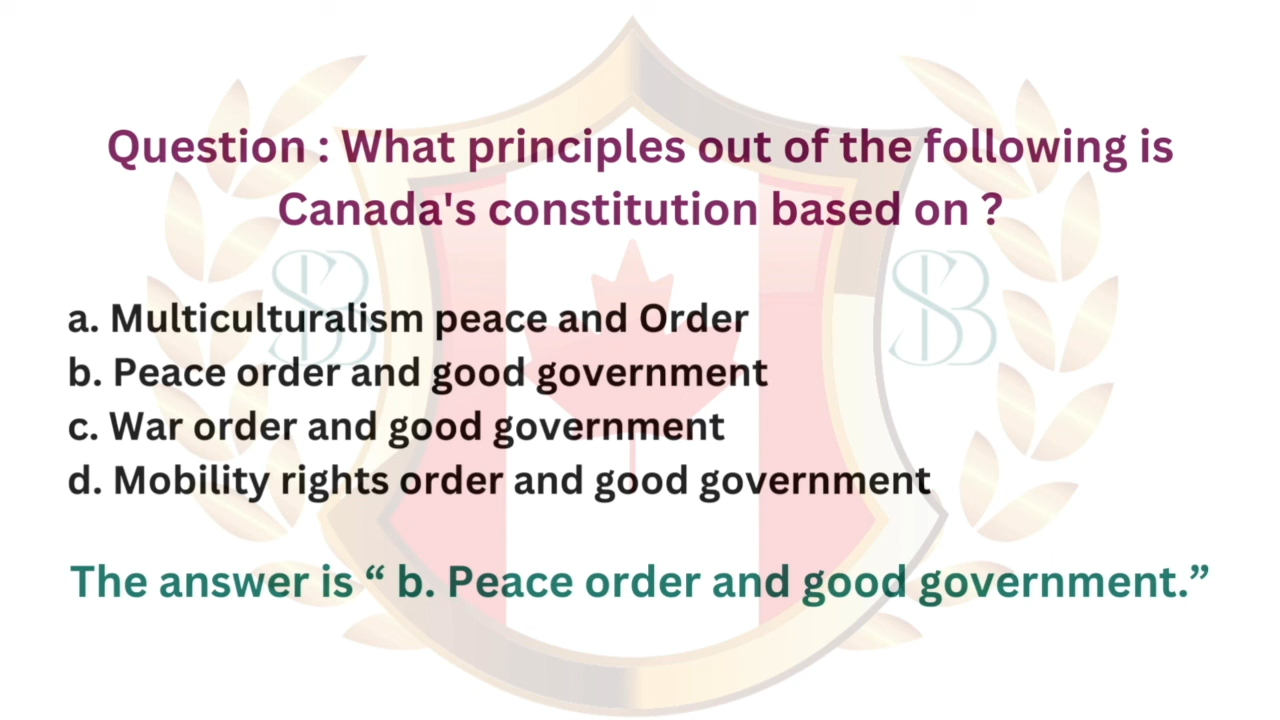 Question : What principles out of the following is
Canada's constitution based on ?
a. Multiculturalism peace and Order
b. Peace order and good government
c. War order and good government
d. Mobility rights order and good government
The answer is “ b. Peace order and good government.”